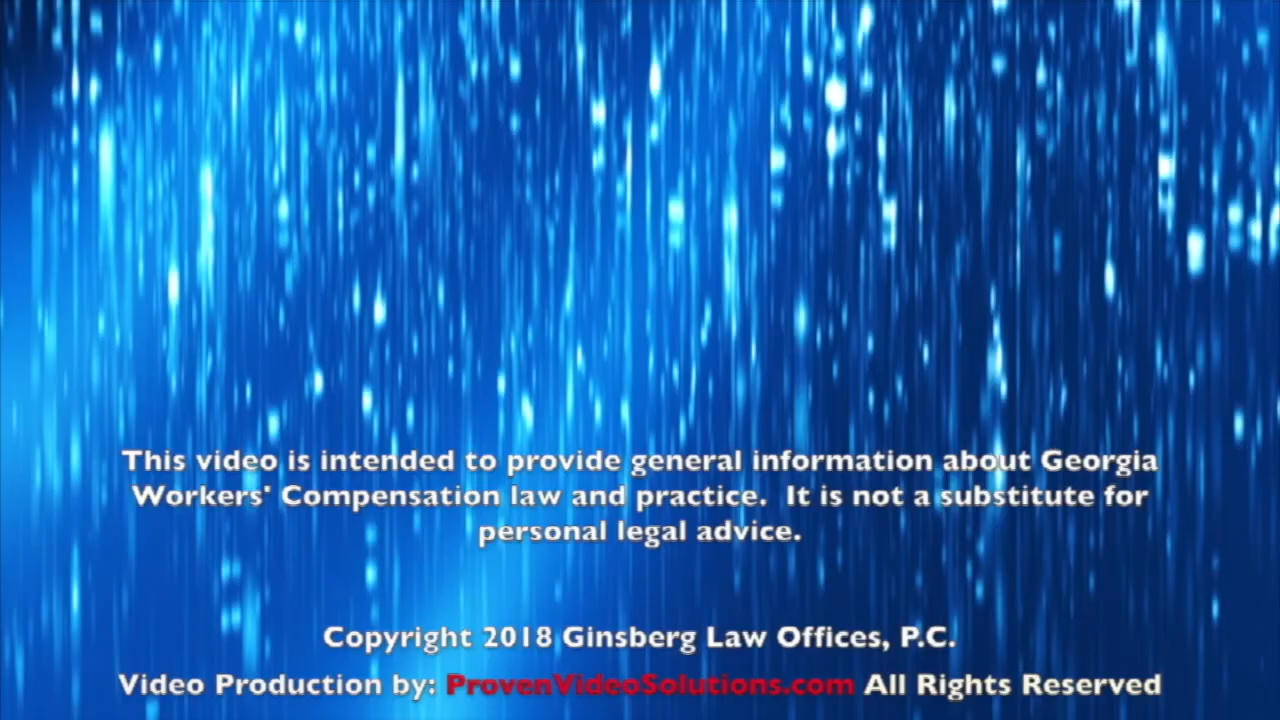 This video is intended to provide general information about Georgia
Workers' Compensation law and practice.  It is not a substitute for
personal legal advice.
Copyright 2018 Ginsberg Law Offices, P.C.
Video Production by: ProvenVideoSolutions.com All Rights Reserved